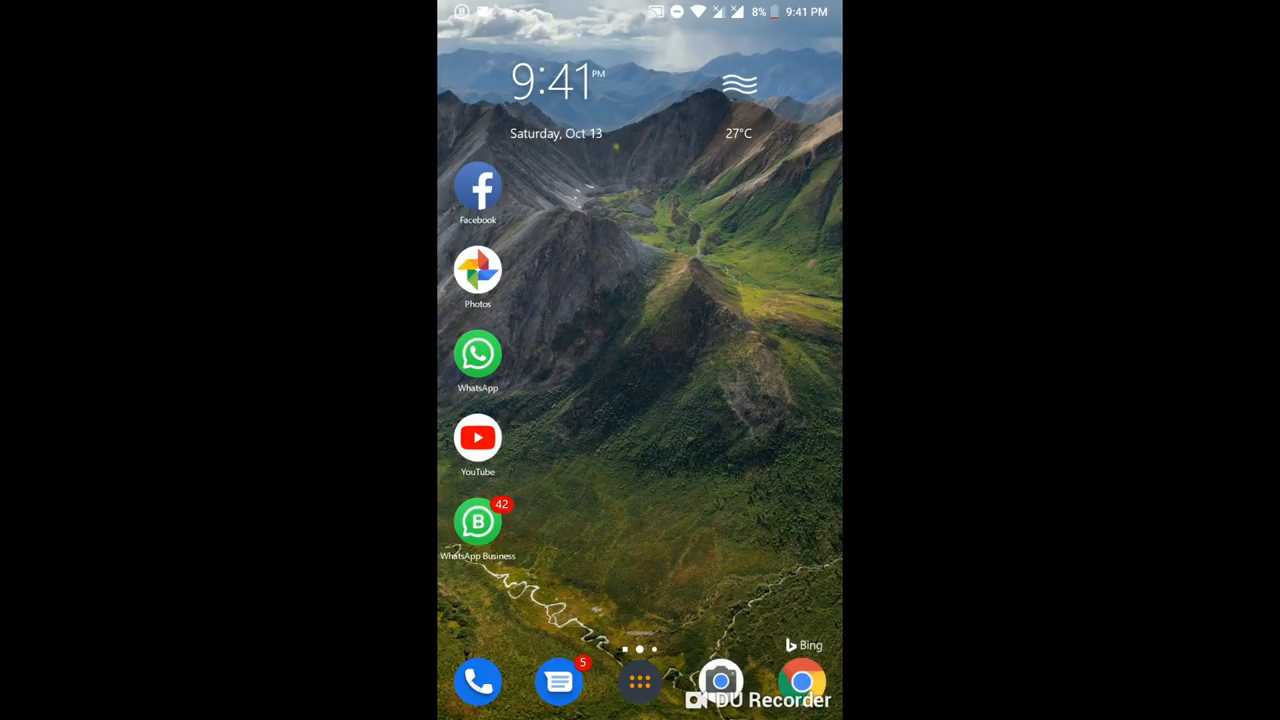 8% 9:41 PM
9:41 PM
Saturday, Oct 13
27°C
Facebook
Photos
WhatsApp
YouTube
42
B
WhatsApp Business
Bing
5
DU Recorder